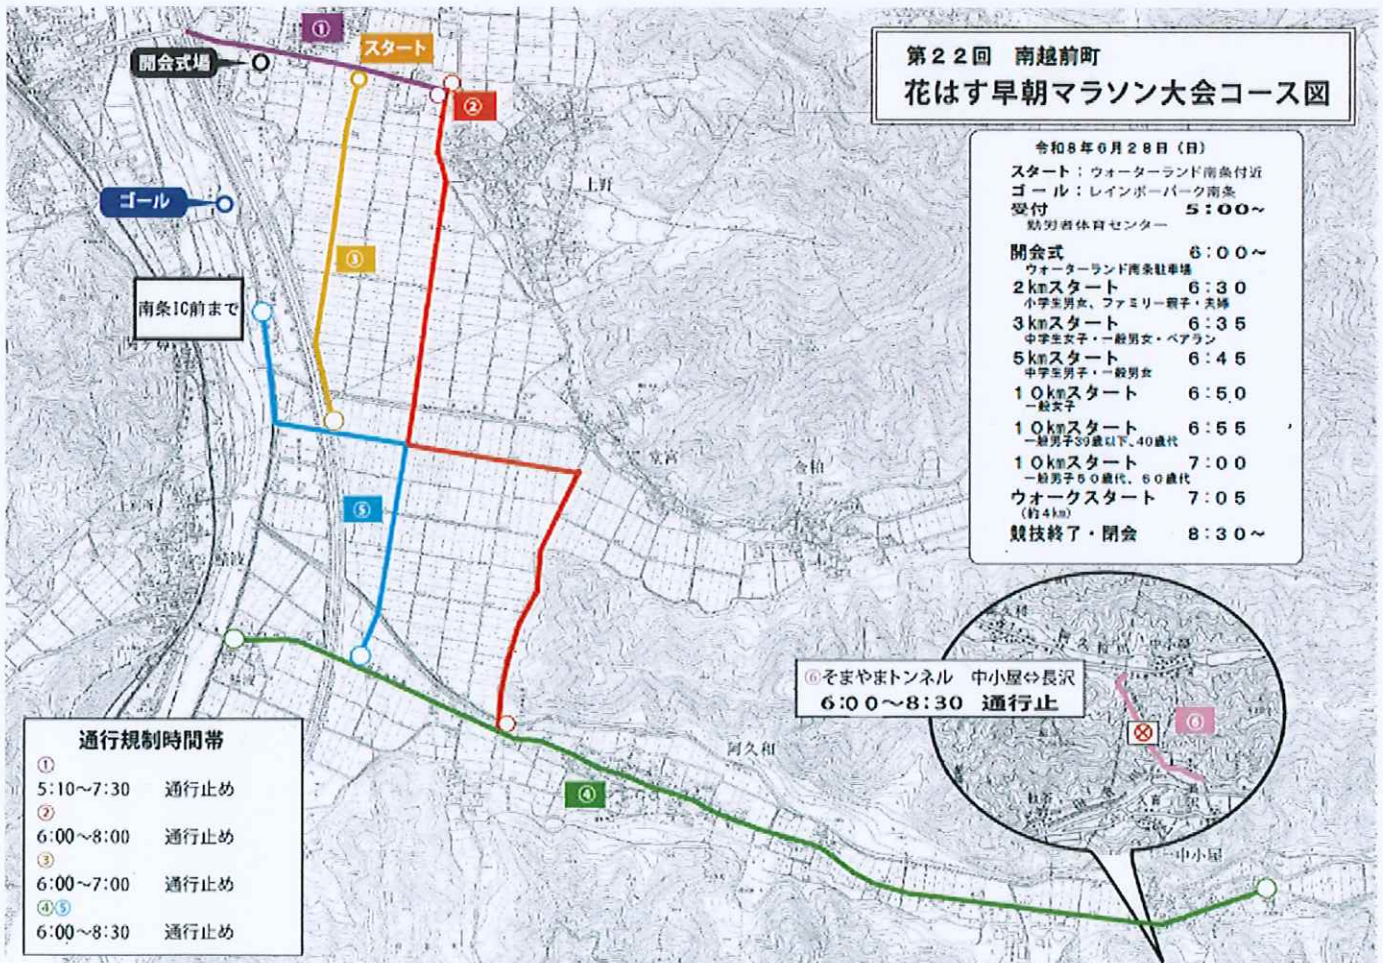 第22回 南越前町
花はす早朝マラソン大会コース図
令和8年6月28日(日)
スタート:ウォーターランド南条付近
ゴール:レインボーパーク南条
受付 5:00~
勤労者体育センター
開会式 6:00~
ウォーターランド南条駐車場
2kmスタート 6:30
小学生男女、ファミリー親子・夫婦
3kmスタート 6:35
中学生女子・一般男女・ペアラン
5kmスタート 6:45
中学生男子・一般男女
10kmスタート 6:50
一般女子
10kmスタート 6:55
一般男子39歳以下、40歳代
10kmスタート 7:00
一般男子50歳代、60歳代
ウォークスタート 7:05
(約4km)
競技終了・閉会 8:30~
①
スタート
開会式場
②
上野
ゴール
③
南条IC前まで
堂宮
金粕
⑤
④
阿久和
中小屋
⑥そまやまトンネル 中小屋⇔長沢
6:00~8:30 通行止
⑥
中小屋
通行規制時間帯
①
5:10~7:30 通行止め
②
6:00~8:00 通行止め
③
6:00~7:00 通行止め
④⑤
6:00~8:30 通行止め